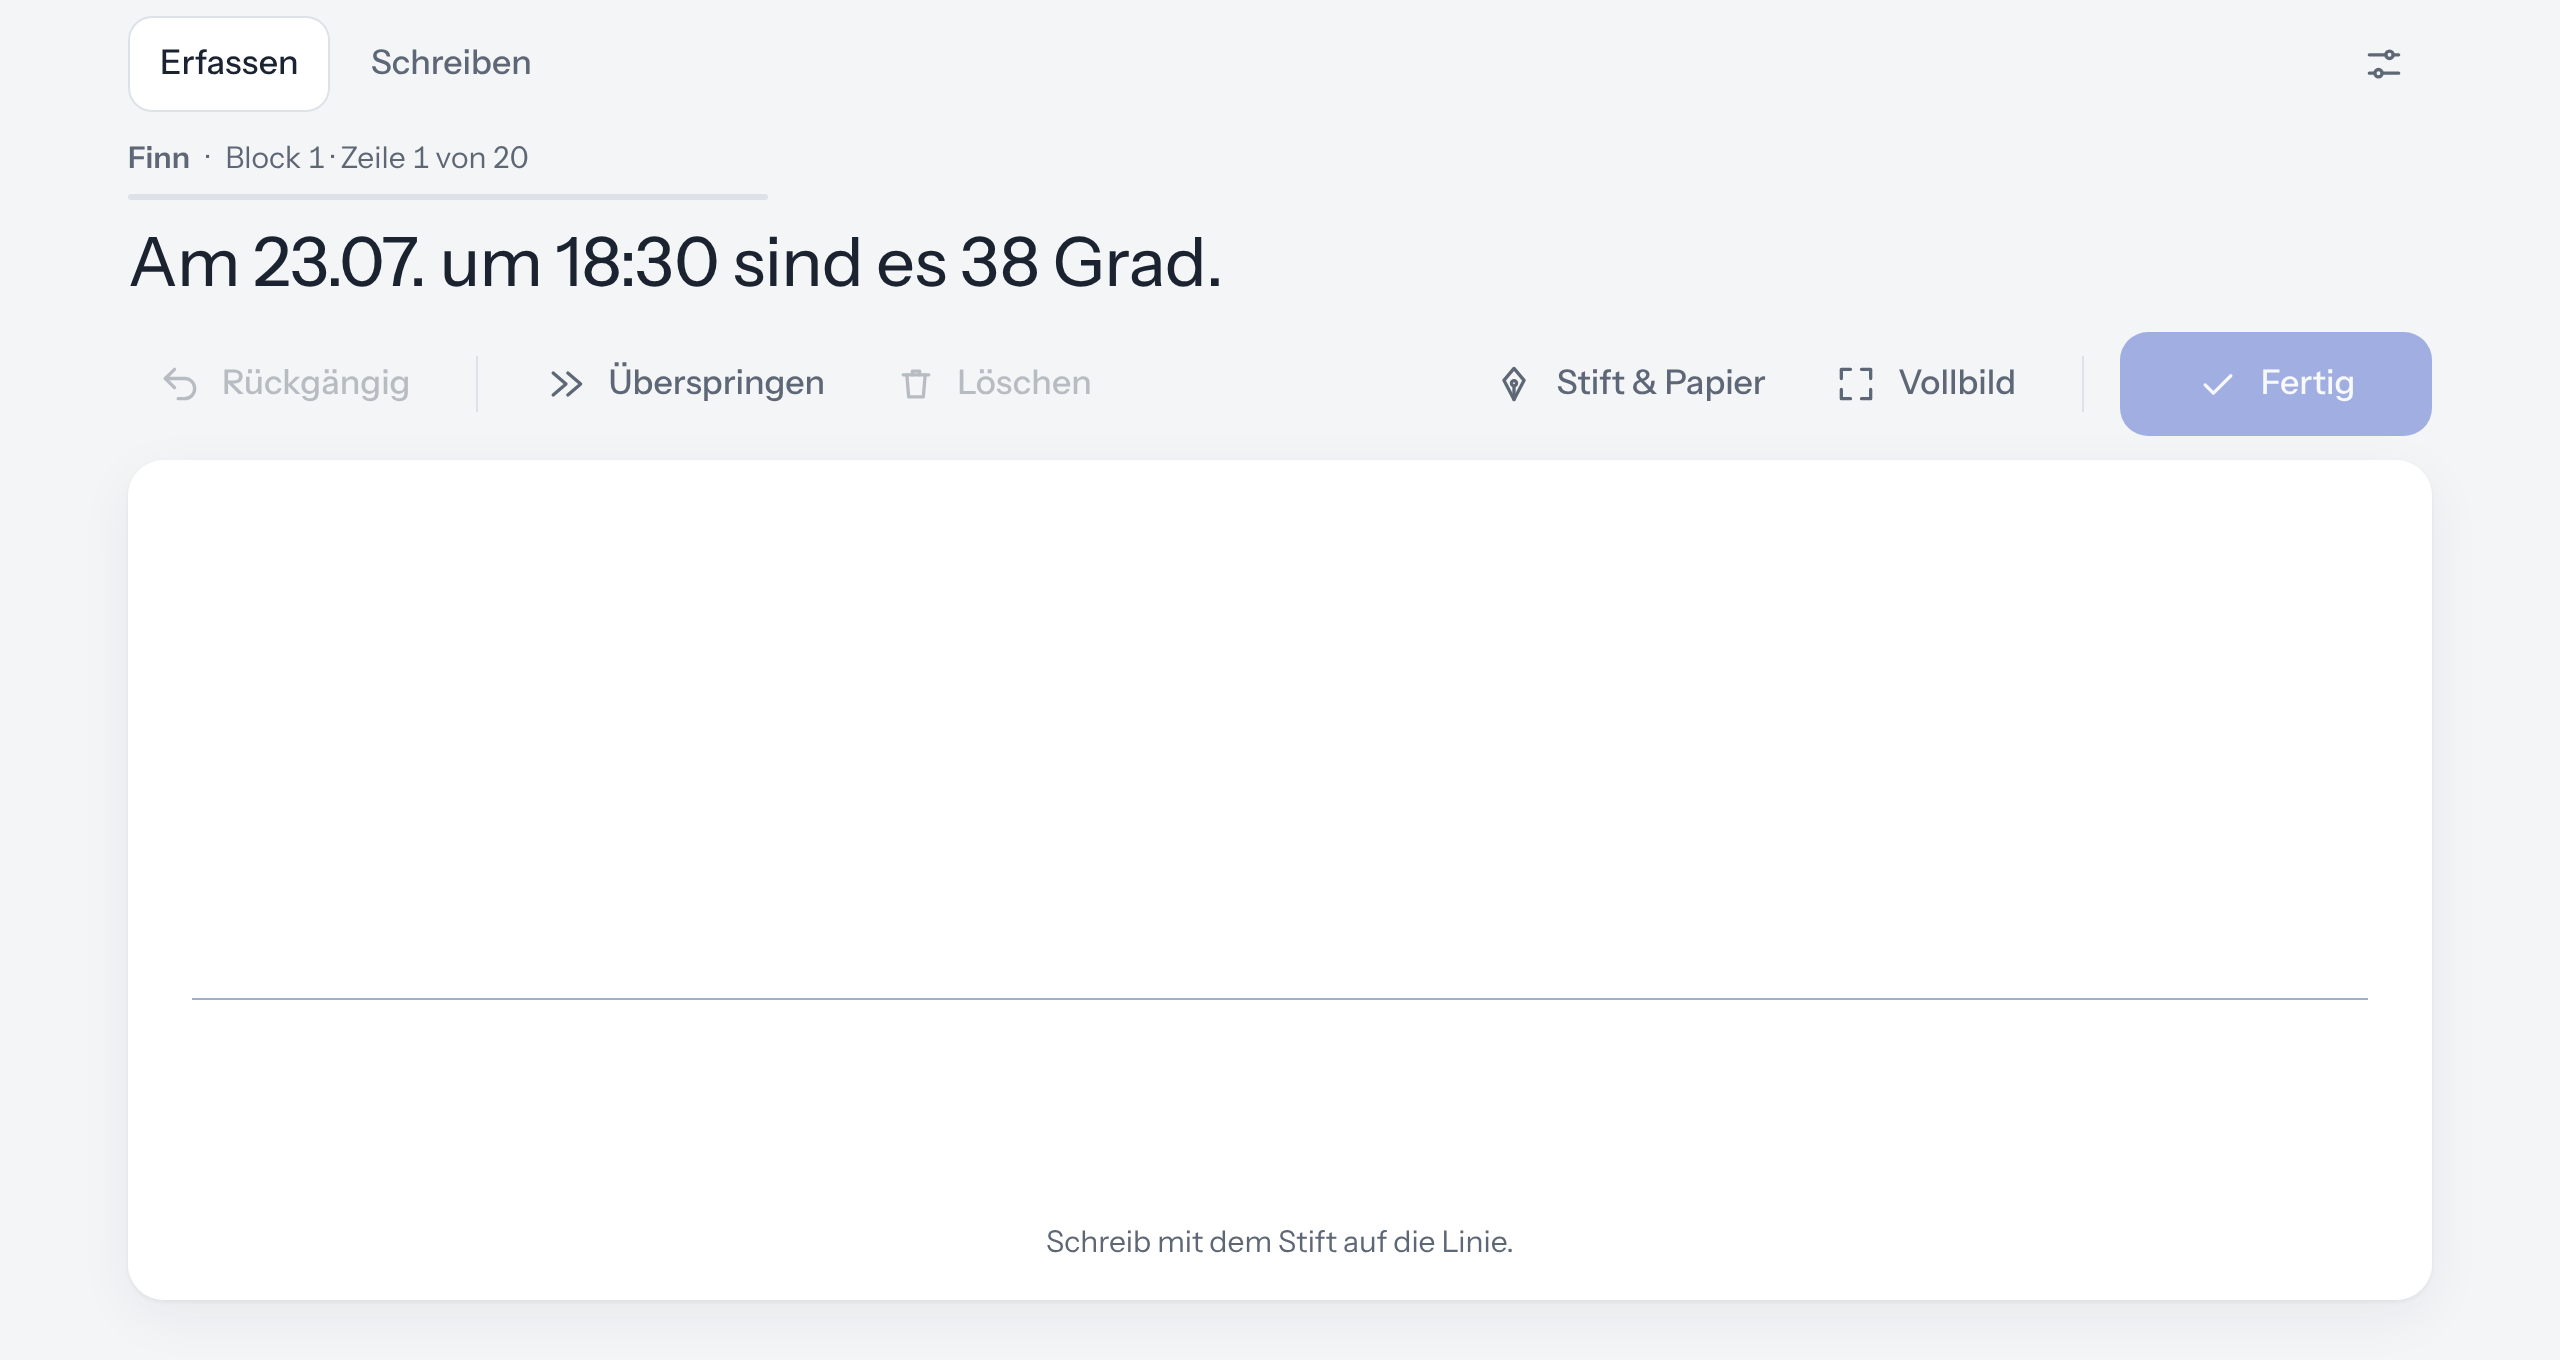 Erfassen Schreiben
Finn · Block 1 · Zeile 1 von 20
Am 23.07. um 18:30 sind es 38 Grad.
Rückgängig Überspringen Löschen Stift & Papier Vollbild Fertig
Schreib mit dem Stift auf die Linie.